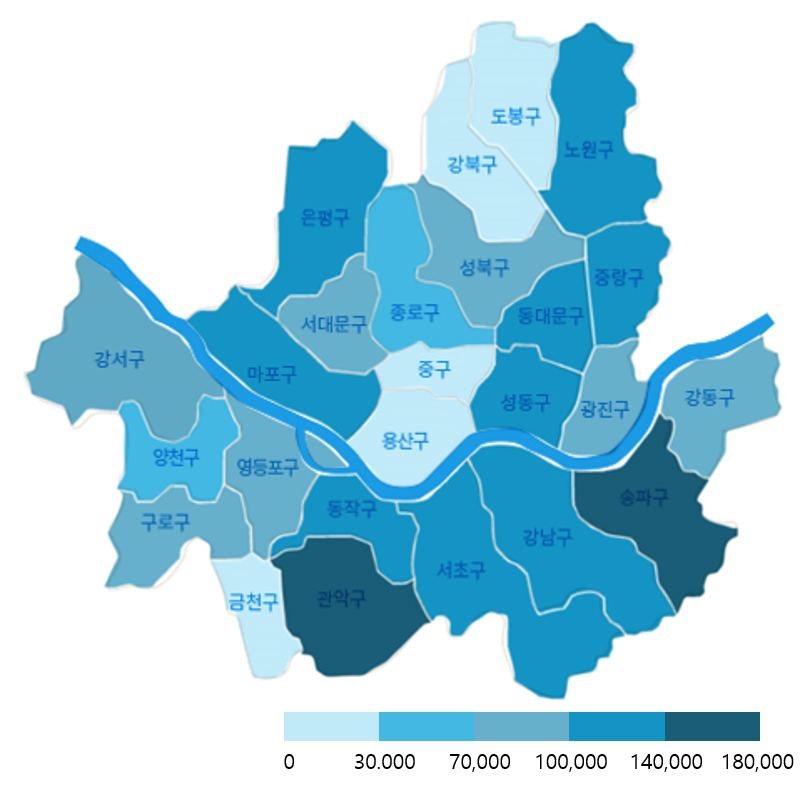 도봉구
노원구
강북구
은평구
성북구
중랑구
서대문구
종로구
동대문구
강서구
중구
마포구
성동구
광진구
강동구
용산구
양천구
영등포구
송파구
동작구
구로구
강남구
서초구
금천구
관악구
0 30.000 70,000 100,000 140,000 180,000